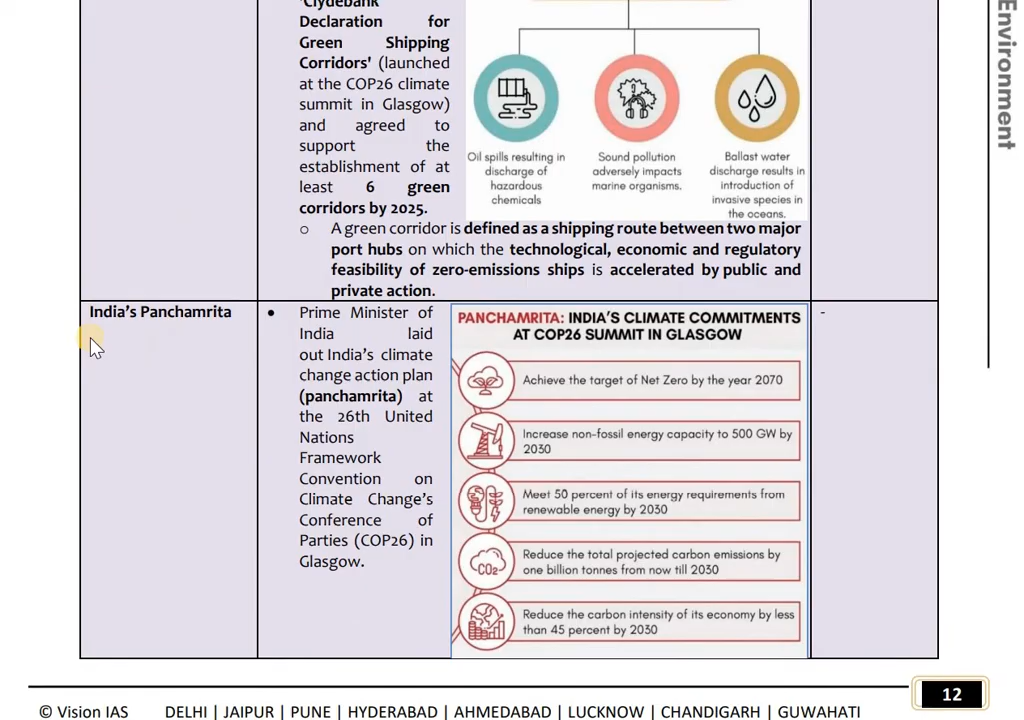 'Clydebank
Declaration for
Green Shipping
Corridors' (launched
at the COP26 climate
summit in Glasgow)
and agreed to
support the
establishment of at
least 6 green
corridors by 2025.
Oil spills resulting in
discharge of
hazardous
chemicals
Sound pollution
adversely impacts
marine organisms.
Ballast water
discharge results in
introduction of
invasive species in
the oceans.
o A green corridor is defined as a shipping route between two major
port hubs on which the technological, economic and regulatory
feasibility of zero-emissions ships is accelerated by public and
private action.
India's Panchamrita
• Prime Minister of
India laid
out India's climate
change action plan
(panchamrita) at
the 26th United
Nations
Framework
Convention on
Climate Change's
Conference of
Parties (COP26) in
Glasgow.
PANCHAMRITA: INDIA'S CLIMATE COMMITMENTS
AT COP26 SUMMIT IN GLASGOW
Achieve the target of Net Zero by the year 2070
Increase non-fossil energy capacity to 500 GW by
2030
Meet 50 percent of its energy requirements from
renewable energy by 2030
CO2
Reduce the total projected carbon emissions by
one billion tonnes from now till 2030
Reduce the carbon intensity of its economy by less
than 45 percent by 2030
-
Environment
12
© Vision IAS DELHI | JAIPUR | PUNE | HYDERABAD | AHMEDABAD | LUCKNOW | CHANDIGARH | GUWAHATI